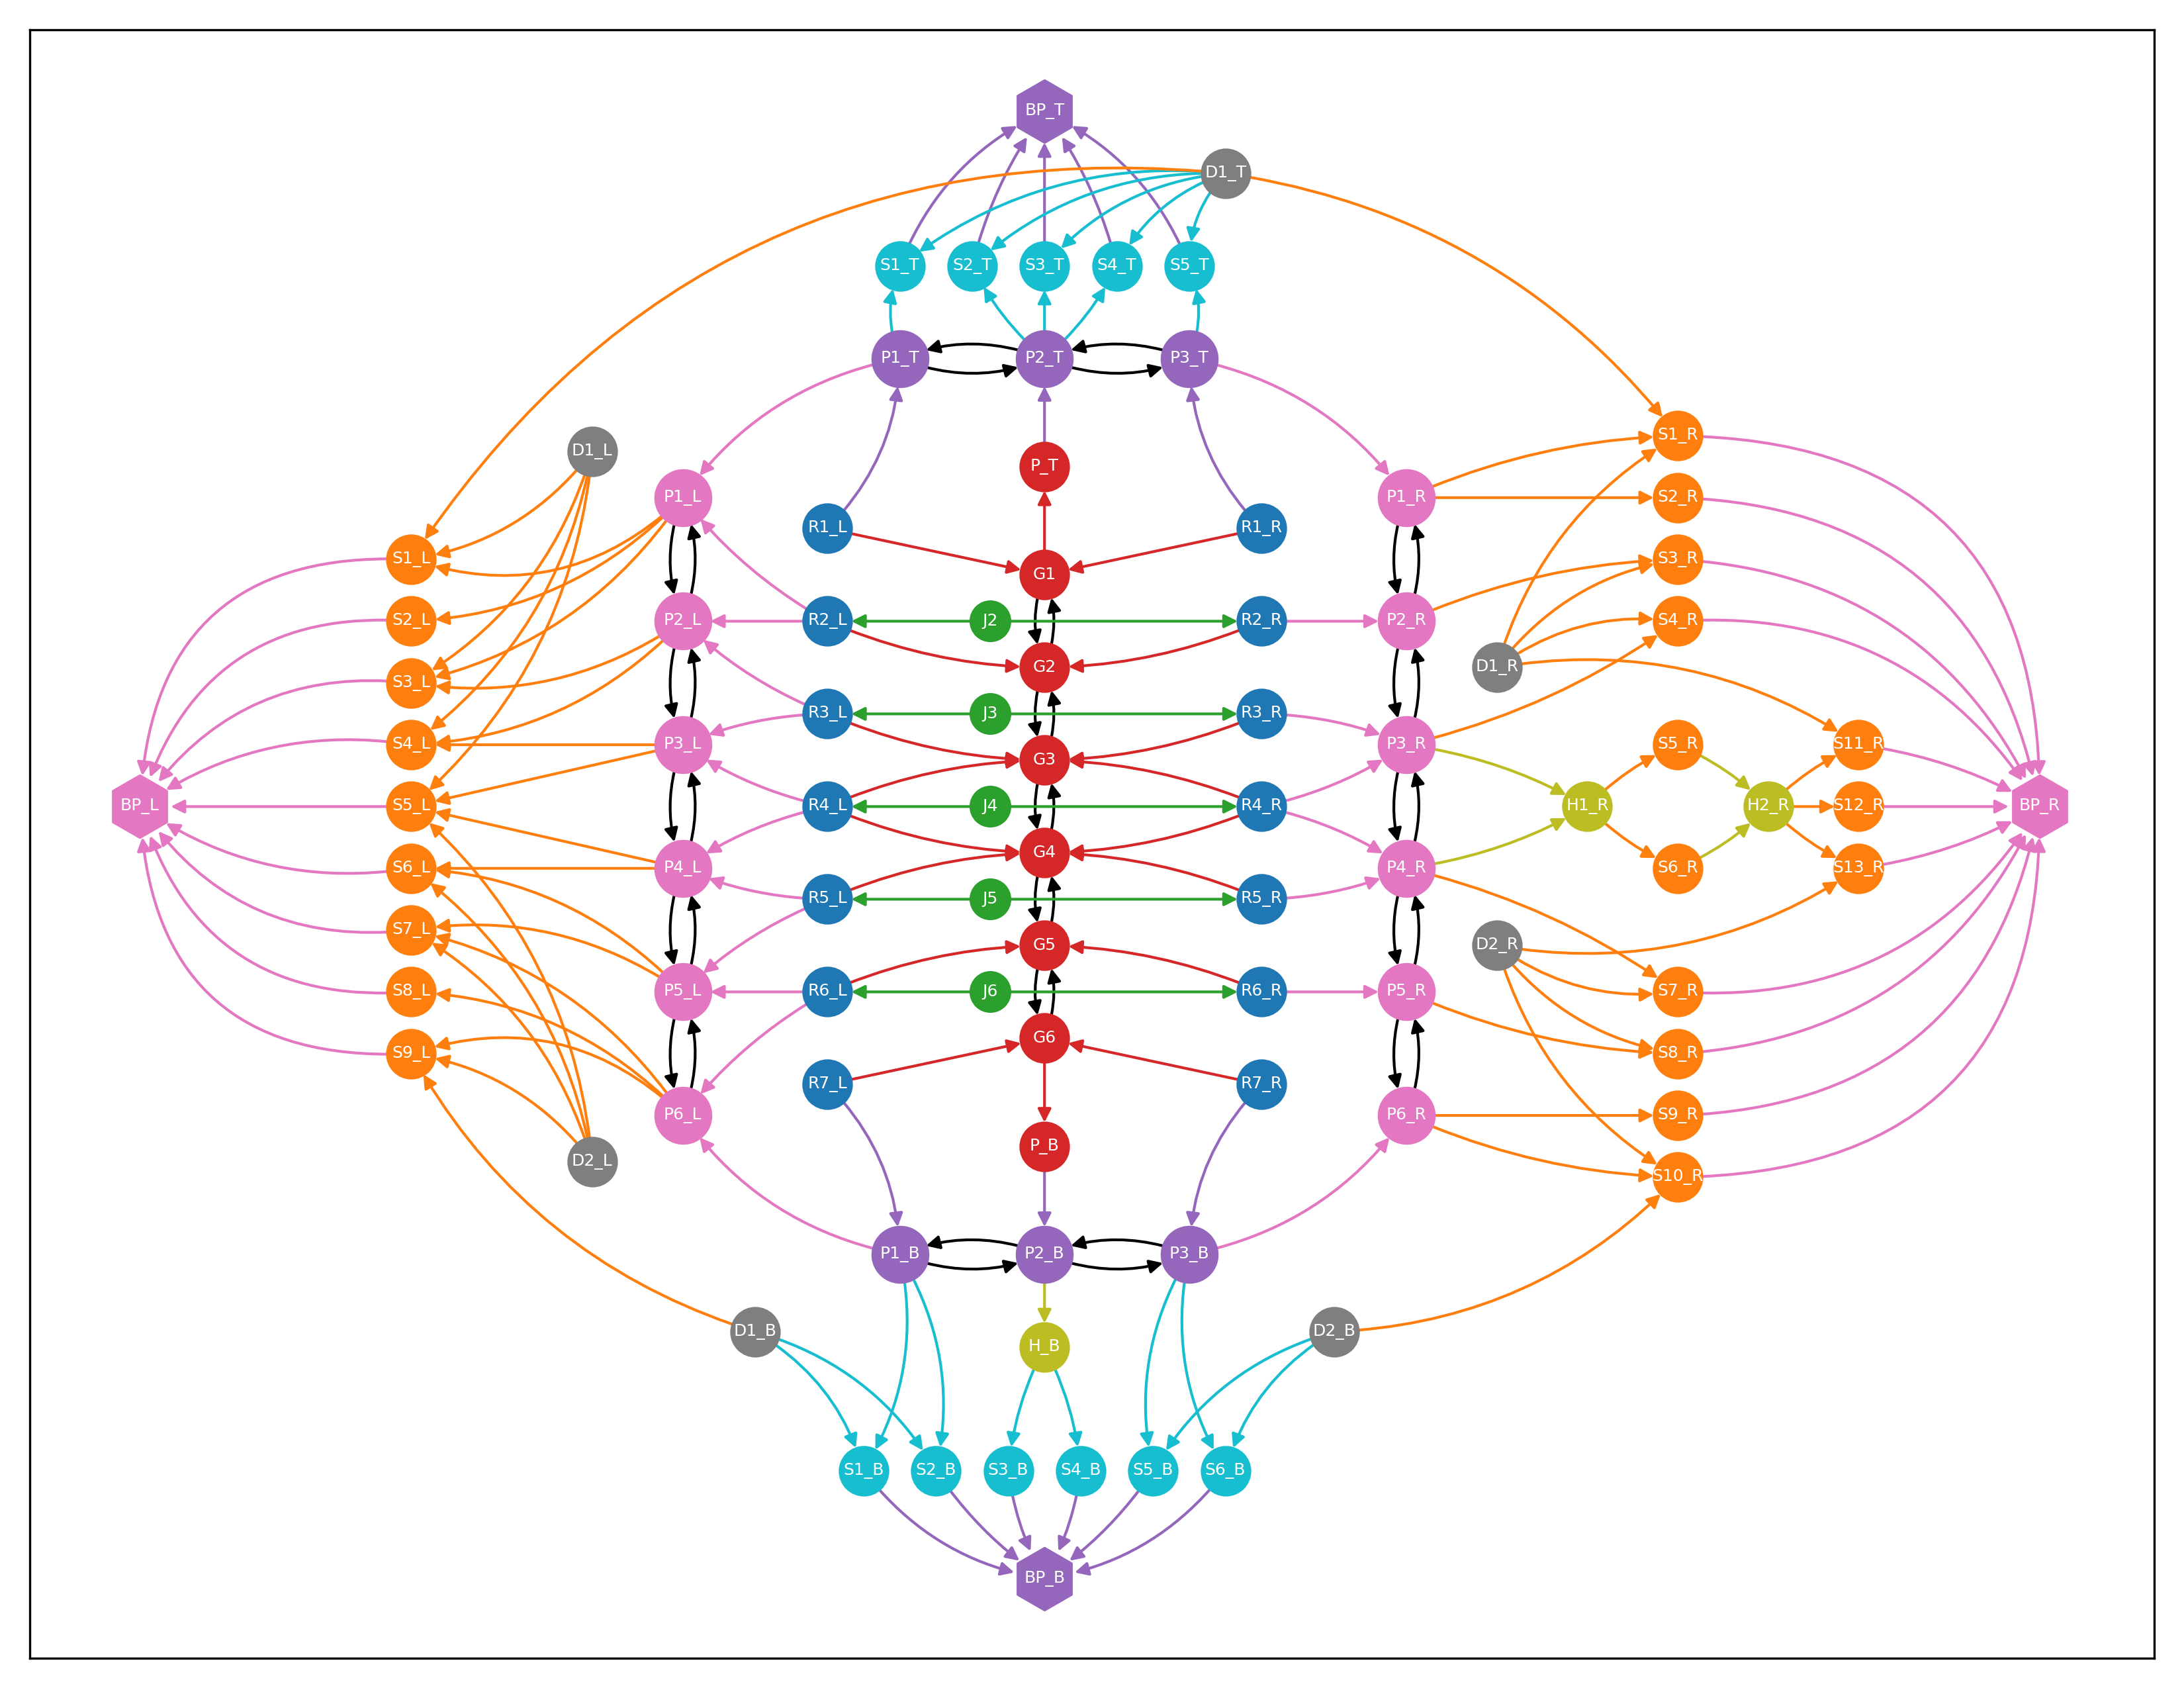 BP_T
D1_T
S1_T S2_T S3_T S4_T S5_T
P1_T P2_T P3_T
S1_R
D1_L P_T
P1_L P1_R S2_R
R1_L R1_R
S1_L G1 S3_R
S2_L P2_L R2_L J2 R2_R P2_R S4_R
G2 D1_R
S3_L
R3_L J3 R3_R
S4_L P3_L G3 P3_R S5_R S11_R
BP_L S5_L R4_L J4 R4_R H1_R H2_R S12_R BP_R
S6_L P4_L G4 P4_R S6_R S13_R
R5_L J5 R5_R
S7_L
G5 D2_R
S8_L P5_L R6_L J6 R6_R P5_R S7_R
S9_L G6 S8_R
R7_L R7_R
P6_L P6_R S9_R
D2_L P_B
S10_R
P1_B P2_B P3_B
D1_B D2_B
H_B
S1_B S2_B S3_B S4_B S5_B S6_B
BP_B